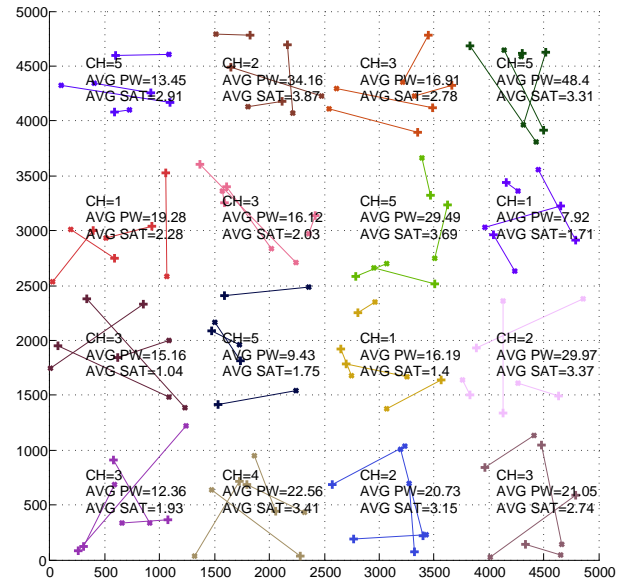 5000
4500
4000
3500
3000
2500
2000
1500
1000
500
0
CH=5
AVG PW=13.45
AVG SAT=2.91
CH=2
AVG PW=34.16
AVG SAT=3.87
CH=3
AVG PW=16.91
AVG SAT=2.78
CH=5
AVG PW=48.4
AVG SAT=3.31
CH=1
AVG PW=19.28
AVG SAT=2.28
CH=3
AVG PW=16.12
AVG SAT=2.03
CH=5
AVG PW=29.49
AVG SAT=3.69
CH=1
AVG PW=7.92
AVG SAT=1.71
CH=3
AVG PW=15.16
AVG SAT=1.04
CH=5
AVG PW=9.43
AVG SAT=1.75
CH=1
AVG PW=16.19
AVG SAT=1.4
CH=2
AVG PW=29.97
AVG SAT=3.37
CH=3
AVG PW=12.36
AVG SAT=1.93
CH=4
AVG PW=22.56
AVG SAT=3.41
CH=2
AVG PW=20.73
AVG SAT=3.15
CH=3
AVG PW=21.05
AVG SAT=2.74
0 500 1000 1500 2000 2500 3000 3500 4000 4500 5000